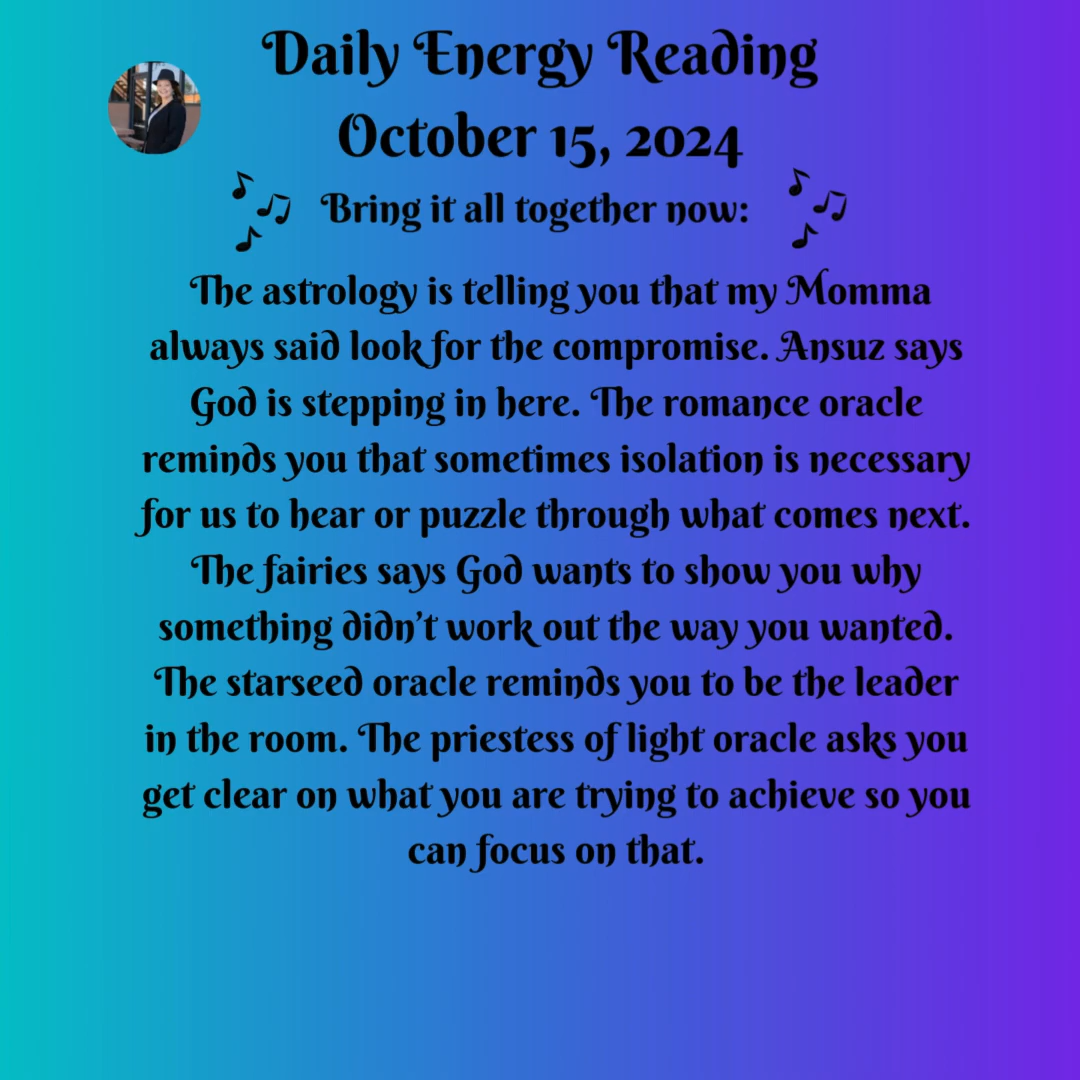 Daily Energy Reading
October 15, 2024
Bring it all together now:
The astrology is telling you that my Momma
always said look for the compromise. Ansuz says
God is stepping in here. The romance oracle
reminds you that sometimes isolation is necessary
for us to hear or puzzle through what comes next.
The fairies says God wants to show you why
something didn't work out the way you wanted.
The starseed oracle reminds you to be the leader
in the room. The priestess of light oracle asks you
get clear on what you are trying to achieve so you
can focus on that.